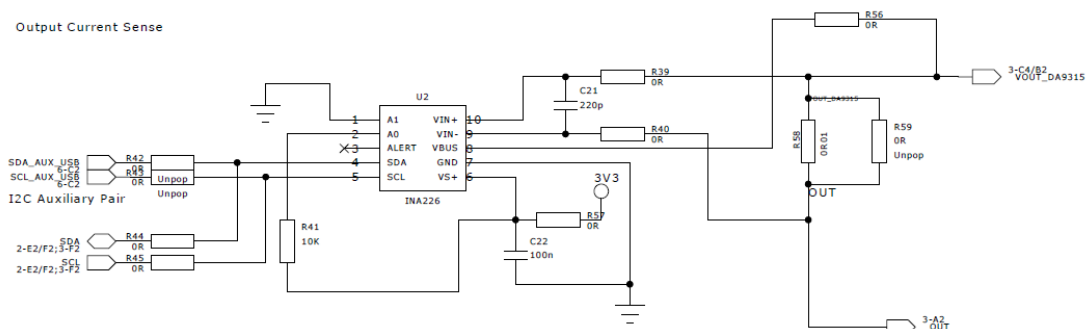 Output Current Sense
R56
0R
3-C4/B2
VOUT_DA9315
R39
0R
C21
220p
U2
1 A1 VIN+ 10
2 A0 VIN- 9
3 ALERT VBUS 8
4 SDA GND 7
5 SCL VS+ 6
INA226
R40
0R
VOUT_DA9315
R58
0R01
R59
0R
Unpop
OUT
SDA_AUX_USB
6-C2
R42
0R
SCL_AUX_USB
6-C2
R43
0R
Unpop
Unpop
I2C Auxiliary Pair
3V3
R57
0R
R41
10K
C22
100n
SDA
2-E2/F2;3-F2
R44
0R
SCL
2-E2/F2;3-F2
R45
0R
3-A2
OUT